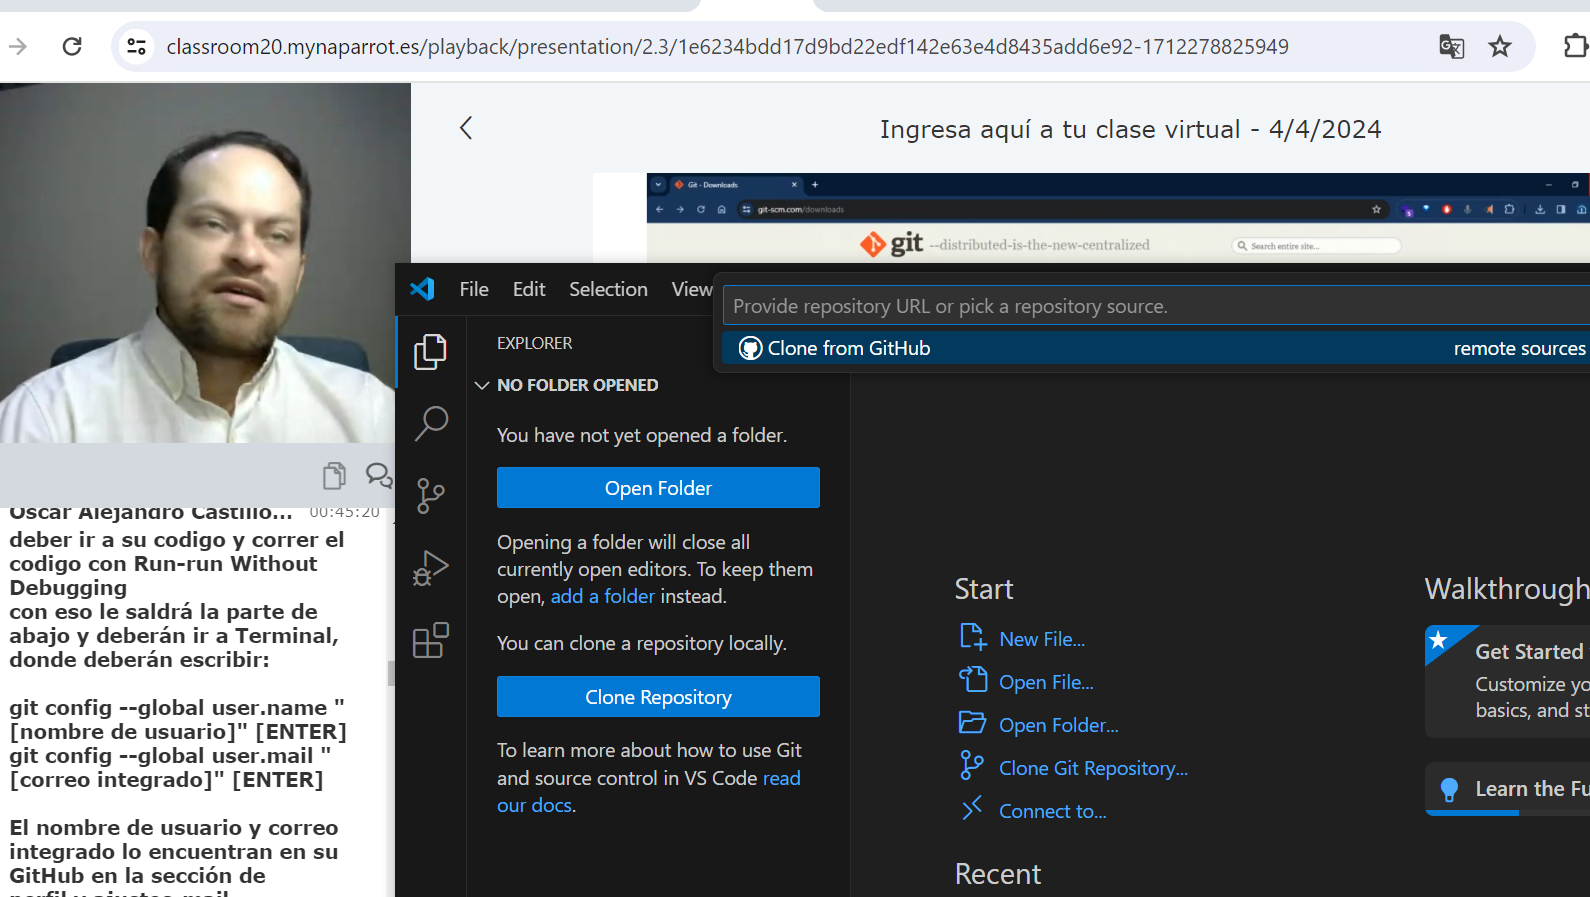 classroom20.mynaparrot.es/playback/presentation/2.3/1e6234bdd17d9bd22edf142e63e4d8435add6e92-1712278825949
Ingresa aquí a tu clase virtual - 4/4/2024
Git - Downloads
git-scm.com/downloads
git --distributed-is-the-new-centralized
Search entire site...
File Edit Selection View
Provide repository URL or pick a repository source.
Clone from GitHub remote sources
EXPLORER
NO FOLDER OPENED
You have not yet opened a folder.
Open Folder
Opening a folder will close all
currently open editors. To keep them
open, add a folder instead.
You can clone a repository locally.
Clone Repository
To learn more about how to use Git
and source control in VS Code read
our docs.
Start
New File...
Open File...
Open Folder...
Clone Git Repository...
Connect to...
Recent
Walkthrough
Get Started
Customize yo
basics, and st
Learn the Fu
Oscar Alejandro Castillo... 00:45:20
deber ir a su codigo y correr el
codigo con Run-run Without
Debugging
con eso le saldrá la parte de
abajo y deberán ir a Terminal,
donde deberán escribir:
git config --global user.name "
[nombre de usuario]" [ENTER]
git config --global user.mail "
[correo integrado]" [ENTER]
El nombre de usuario y correo
integrado lo encuentran en su
GitHub en la sección de
perfil y ajustes mail